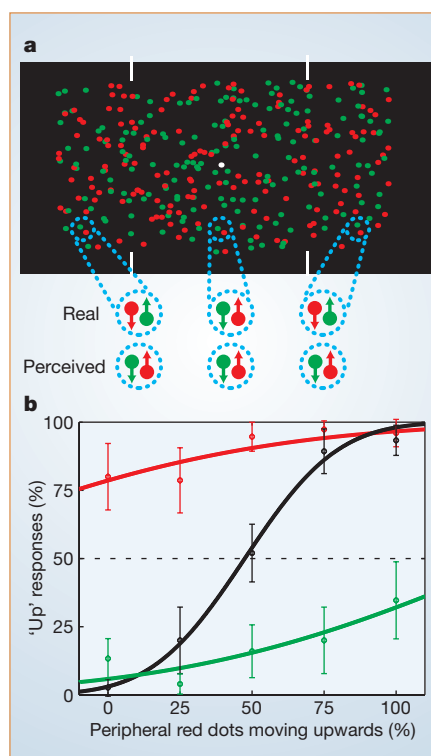 a
Real
Perceived
b
100
75
50
25
0
'Up' responses (%)
0 25 50 75 100
Peripheral red dots moving upwards (%)